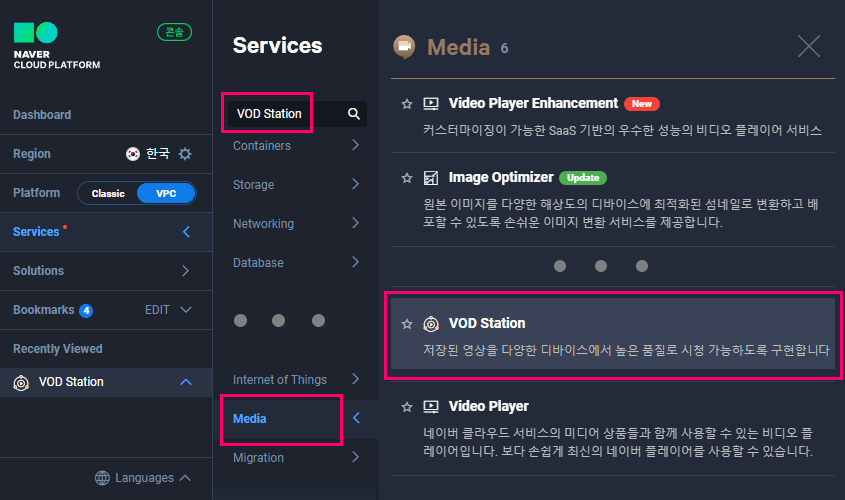 콘솔
NAVER
CLOUD PLATFORM
Dashboard
Region 한국
Platform Classic VPC
Services
Solutions
Bookmarks 4 EDIT
Recently Viewed
VOD Station
Languages
Services
VOD Station
Containers
Storage
Networking
Database
Internet of Things
Media
Migration
Media 6
Video Player Enhancement New
커스터마이징이 가능한 SaaS 기반의 우수한 성능의 비디오 플레이어 서비스
Image Optimizer Update
원본 이미지를 다양한 해상도의 디바이스에 최적화된 섬네일로 변환하고 배
포할 수 있도록 손쉬운 이미지 변환 서비스를 제공합니다.
VOD Station
저장된 영상을 다양한 디바이스에서 높은 품질로 시청 가능하도록 구현합니다
Video Player
네이버 클라우드 서비스의 미디어 상품들과 함께 사용할 수 있는 비디오 플
레이어입니다. 보다 손쉽게 최신의 네이버 플레이어를 사용할 수 있습니다.